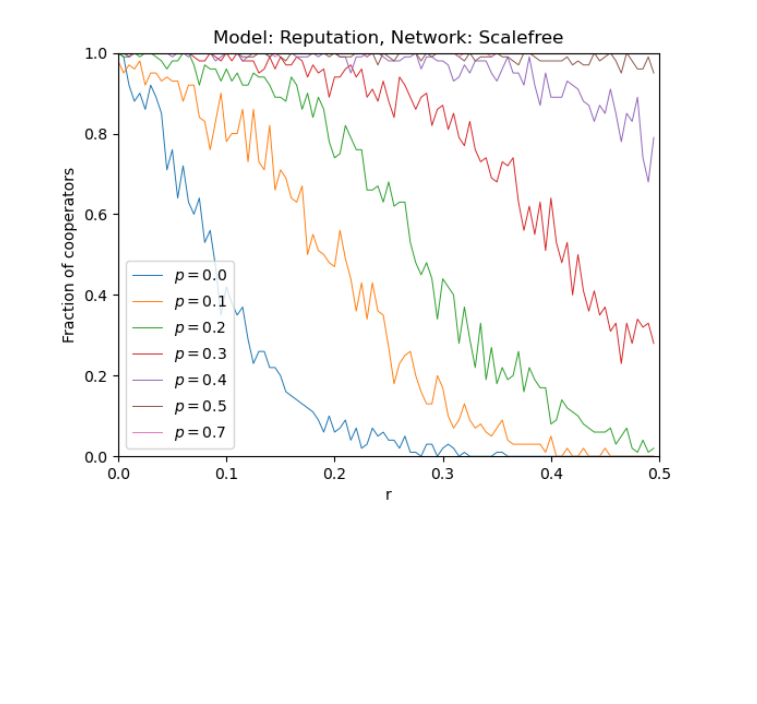 Model: Reputation, Network: Scalefree
1.0
0.8
0.6
0.4
0.2
0.0
Fraction of cooperators
p = 0.0
p = 0.1
p = 0.2
p = 0.3
p = 0.4
p = 0.5
p = 0.7
0.0 0.1 0.2 0.3 0.4 0.5
r